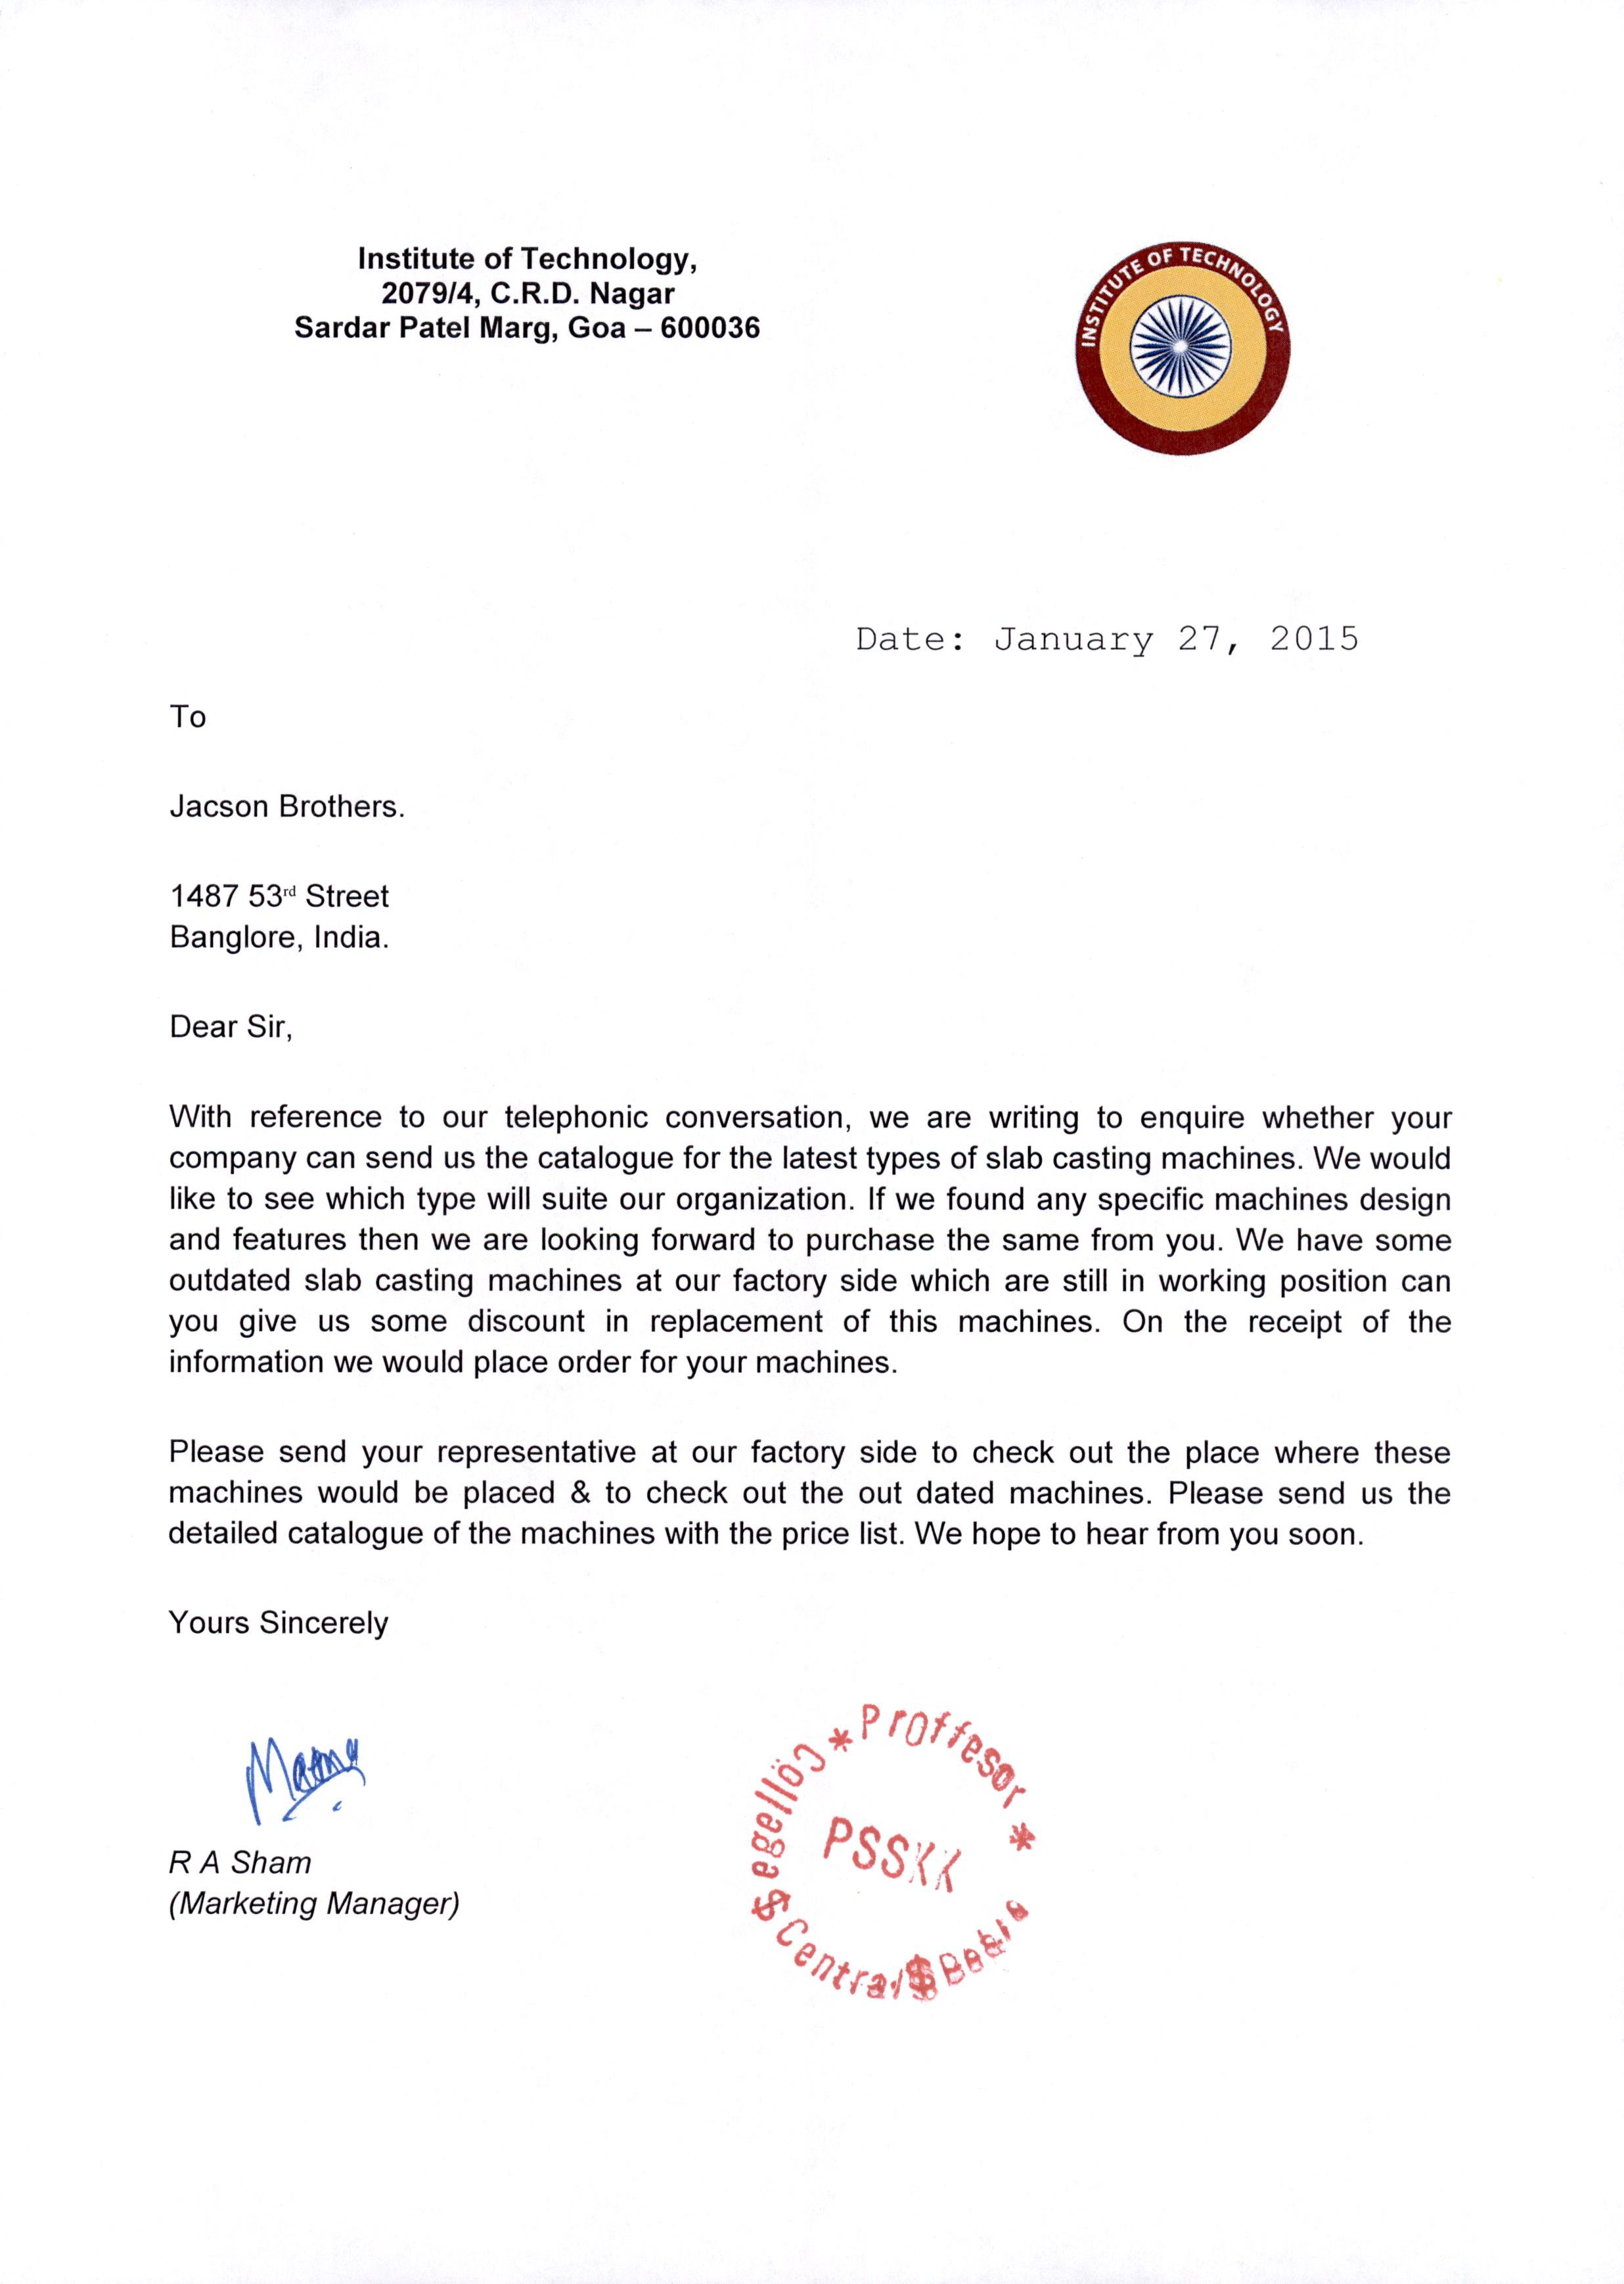 Institute of Technology,
2079/4, C.R.D. Nagar
Sardar Patel Marg, Goa – 600036
INSTITUTE OF TECHNOLOGY
Date: January 27, 2015
To
Jacson Brothers.
1487 53rd Street
Banglore, India.
Dear Sir,
With reference to our telephonic conversation, we are writing to enquire whether your
company can send us the catalogue for the latest types of slab casting machines. We would
like to see which type will suite our organization. If we found any specific machines design
and features then we are looking forward to purchase the same from you. We have some
outdated slab casting machines at our factory side which are still in working position can
you give us some discount in replacement of this machines. On the receipt of the
information we would place order for your machines.
Please send your representative at our factory side to check out the place where these
machines would be placed & to check out the out dated machines. Please send us the
detailed catalogue of the machines with the price list. We hope to hear from you soon.
Yours Sincerely
R A Sham
(Marketing Manager)
* Proffesor *
PSSKK
$ Central $